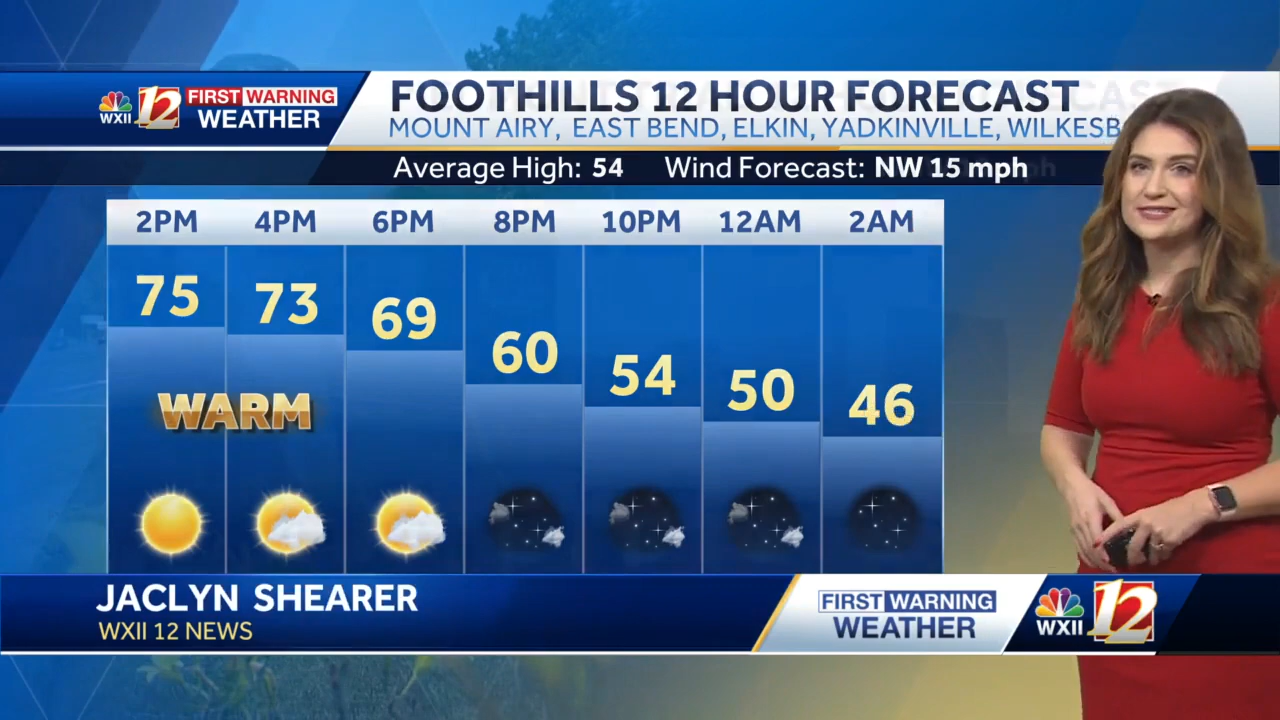 WXII 12 FIRST WARNING WEATHER
FOOTHILLS 12 HOUR FORECAST
MOUNT AIRY, EAST BEND, ELKIN, YADKINVILLE,
Average High: 54 Wind Forecast: NW 15 mph
2PM 4PM 6PM 8PM 10PM 12AM 2AM
75 73 69 60 54 50 46
WARM
JACLYN SHEARER
WXII 12 NEWS
FIRST WARNING WEATHER
WXII 12